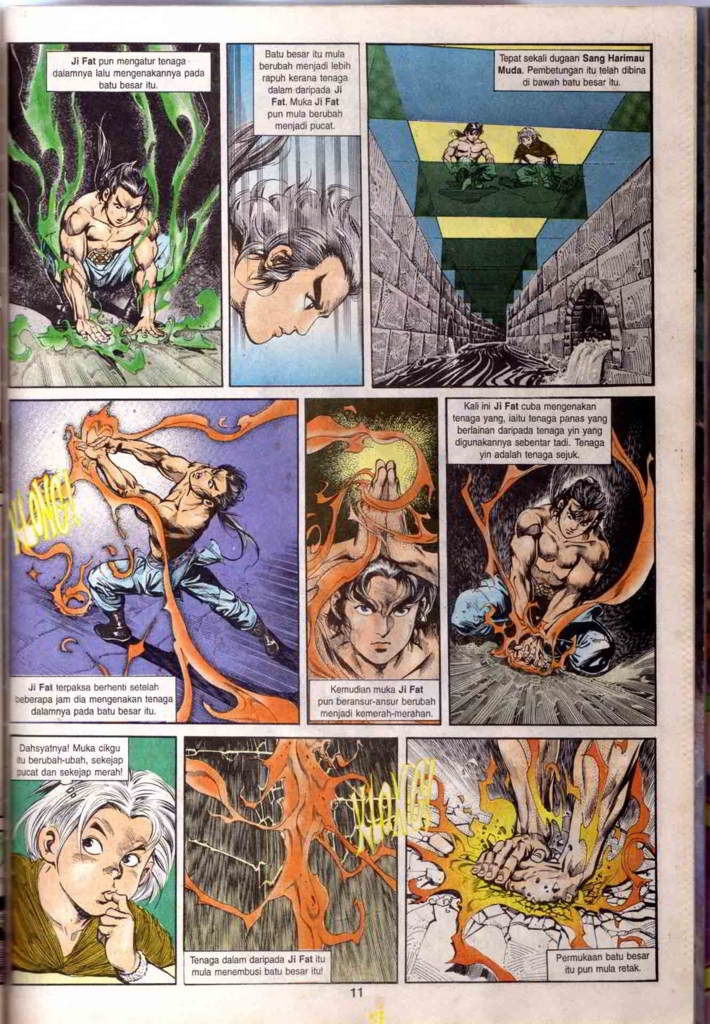 Ji Fat pun mengatur tenaga
dalamnya lalu mengenakannya pada
batu besar itu.
Batu besar itu mula
berubah menjadi lebih
rapuh kerana tenaga
dalam daripada Ji
Fat. Muka Ji Fat
pun mula berubah
menjadi pucat.
Tepat sekali dugaan Sang Harimau
Muda. Pembetungan itu telah dibina
di bawah batu besar itu.
KLONG!
Ji Fat terpaksa berhenti setelah
beberapa jam dia mengenakan tenaga
dalamnya pada batu besar itu.
Kemudian muka Ji Fat
pun beransur-ansur berubah
menjadi kemerah-merahan.
Kali ini Ji Fat cuba mengenakan
tenaga yang, iaitu tenaga panas yang
berlainan daripada tenaga yin yang
digunakannya sebentar tadi. Tenaga
yin adalah tenaga sejuk.
Dahsyatnya! Muka cikgu
itu berubah-ubah, sekejap
pucat dan sekejap merah!
Tenaga dalam daripada Ji Fat itu
mula menembusi batu besar itu!
Permukaan batu besar
itu pun mula retak.
11